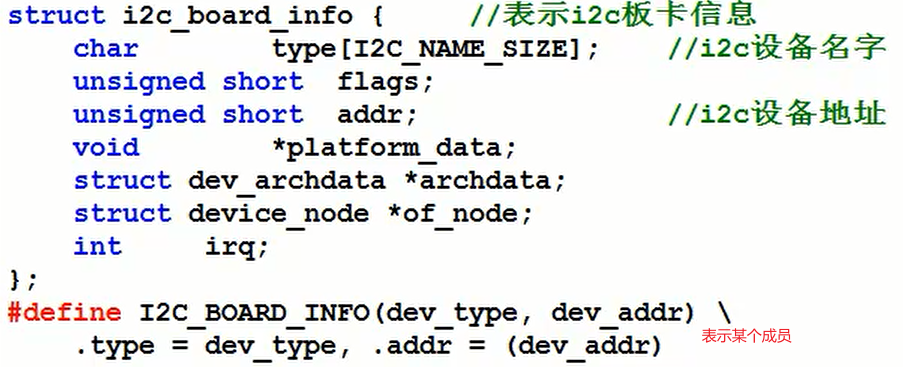 struct i2c_board_info {     //表示i2c板卡信息
    char        type[I2C_NAME_SIZE];    //i2c设备名字
    unsigned short  flags;
    unsigned short  addr;               //i2c设备地址
    void        *platform_data;
    struct dev_archdata *archdata;
    struct device_node *of_node;
    int     irq;
};
#define I2C_BOARD_INFO(dev_type, dev_addr) \
    .type = dev_type, .addr = (dev_addr)  表示某个成员